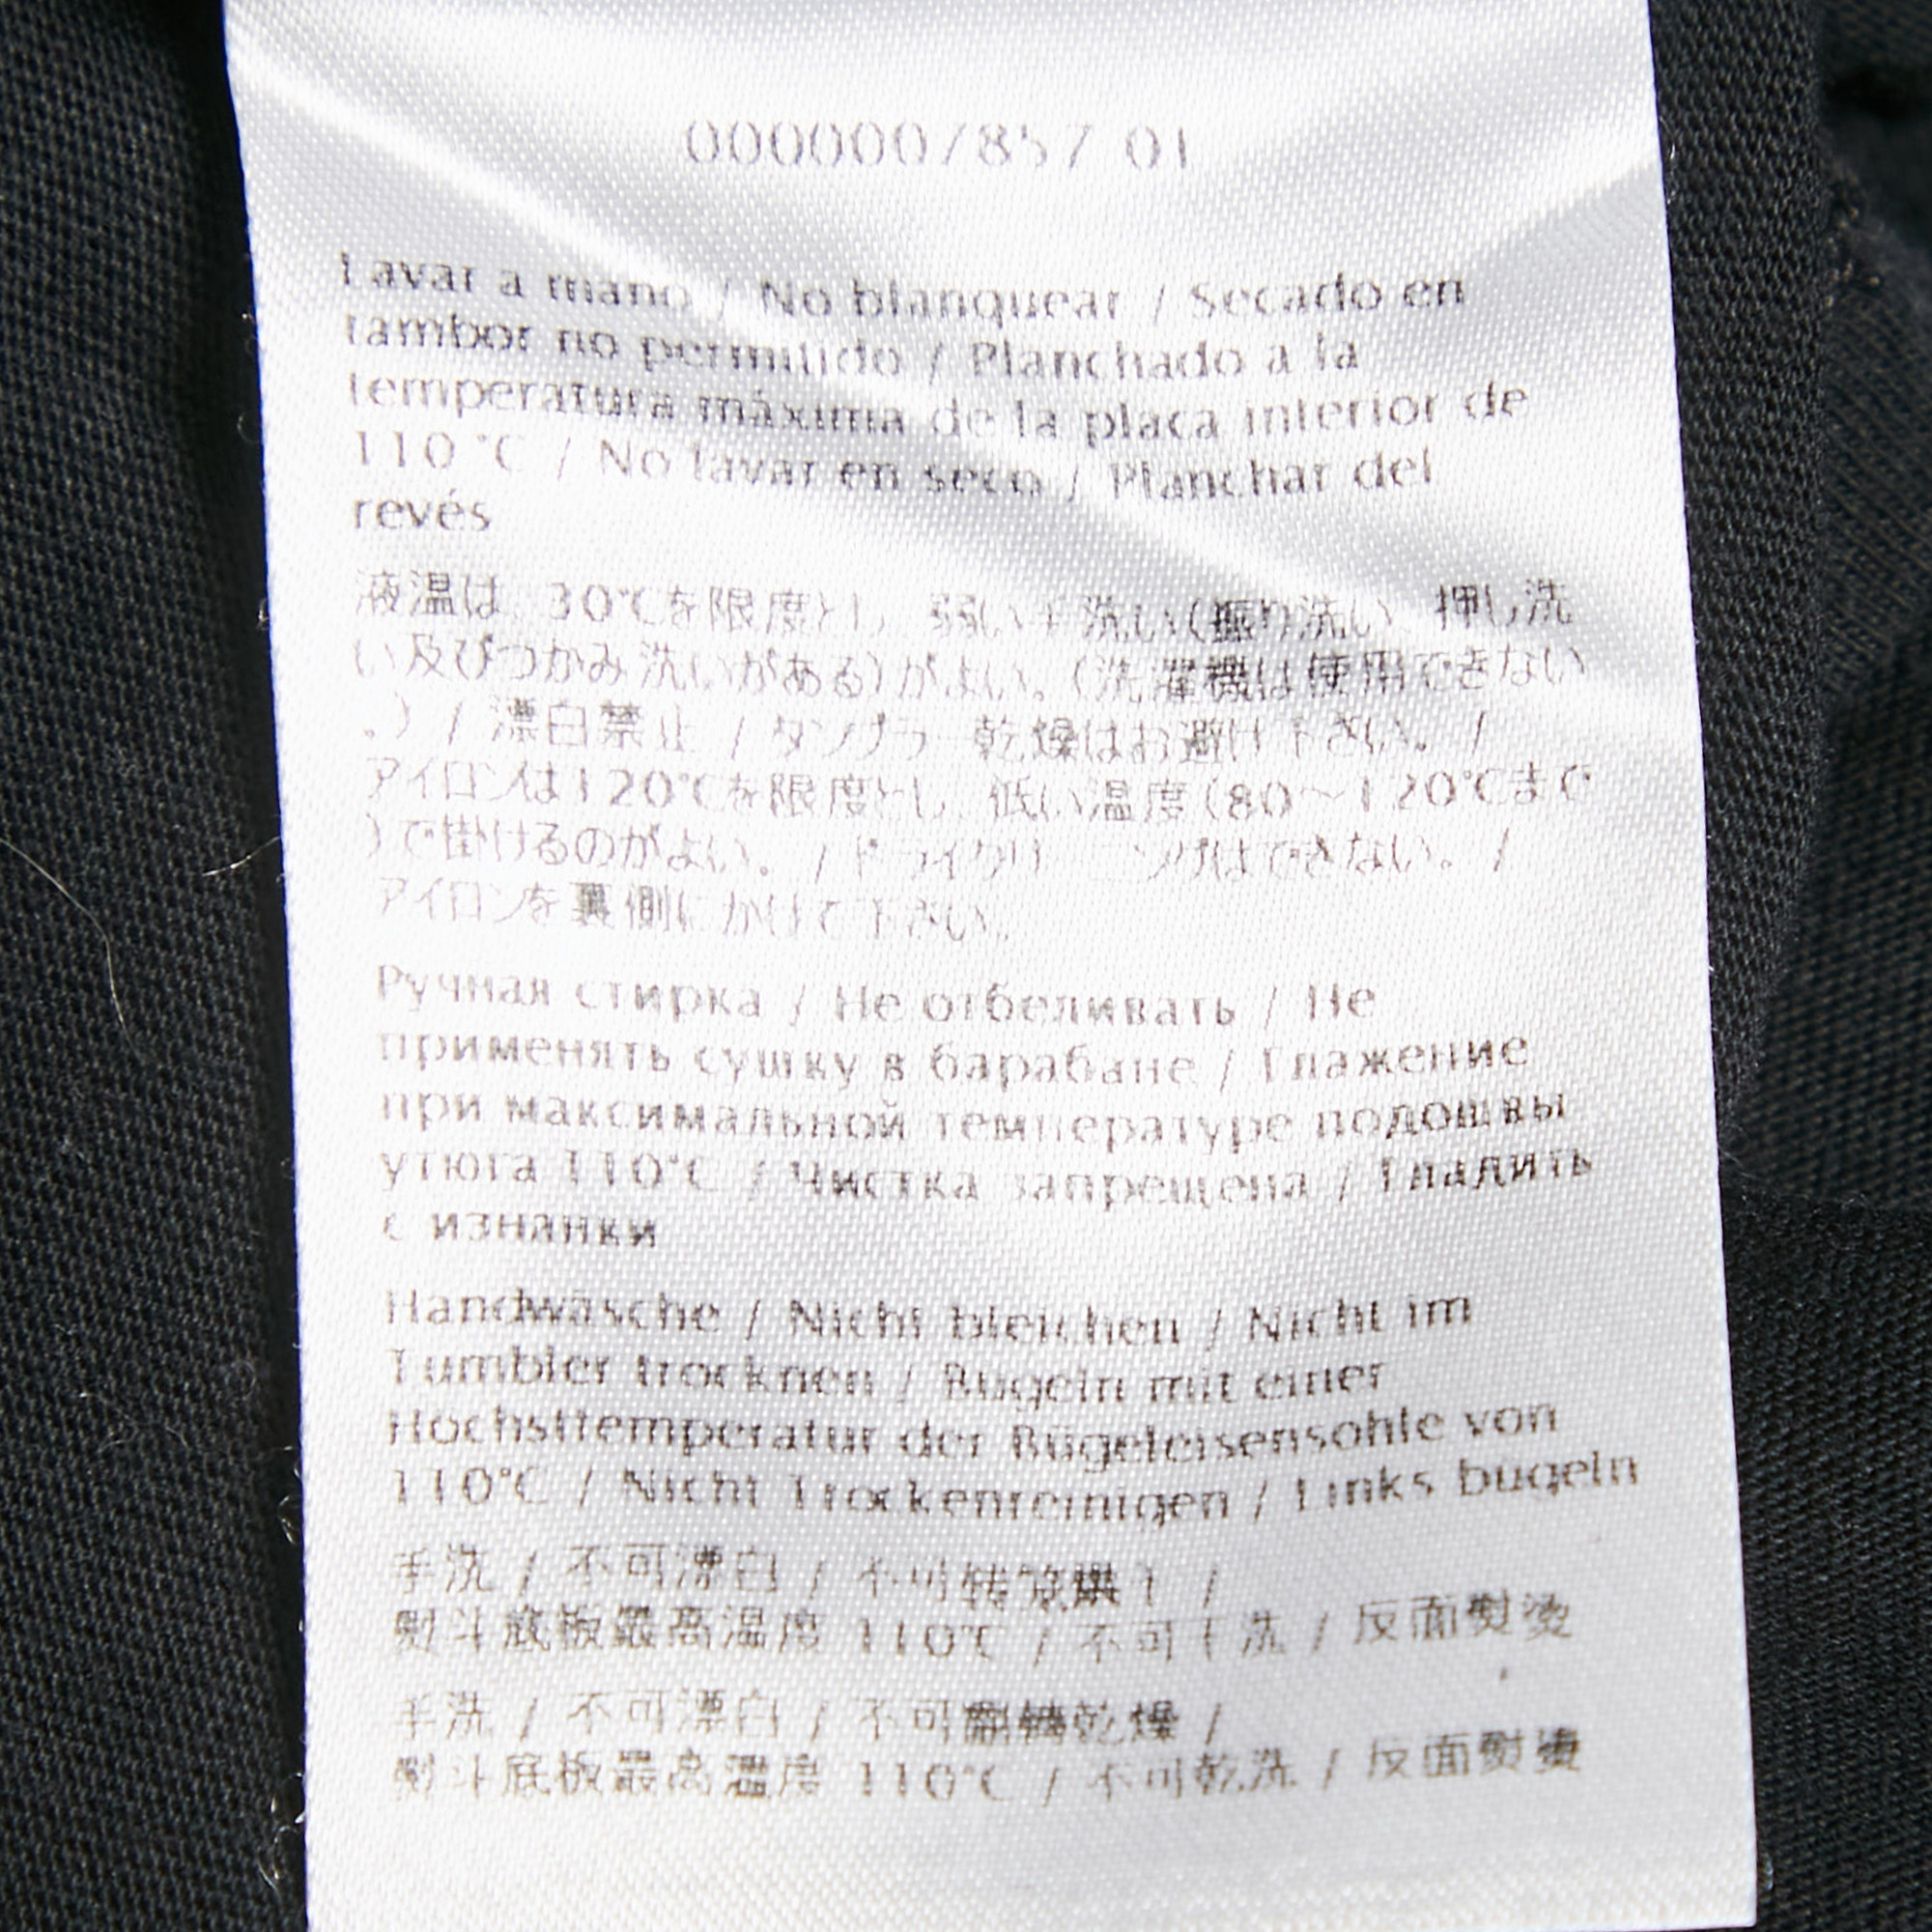 0000007857 01
Lavar a mano / No blanquear / Secado en
tambor no permitido / Planchado a la
temperatura máxima de la placa interior de
110 °C / No lavar en seco / Planchar del
revés
液温は、30℃を限度とし、弱い手洗い(振り洗い、押し洗
い及びつかみ洗いがある)がよい。(洗濯機は使用できない
。) / 漂白禁止 / タンブラー乾燥はお避け下さい。 /
アイロンは120℃を限度とし、低い温度(80～120℃まで
)で掛けるのがよい。 / ドライクリーニングはできない。 /
アイロンを裏側にかけて下さい。
Ручная стирка / Не отбеливать / Не
применять сушку в барабане / Глажение
при максимальной температуре подошвы
утюга 110°C / Чистка запрещена / Гладить
с изнанки
Handwäsche / Nicht bleichen / Nicht im
Tumbler trocknen / Bügeln mit einer
Höchsttemperatur der Bügeleisensohle von
110°C / Nicht Trockenreinigen / Links bügeln
手洗 / 不可漂白 / 不可转笼烘干 /
熨斗底板最高温度 110℃ / 不可干洗 / 反面熨烫
手洗 / 不可漂白 / 不可翻轉乾燥 /
熨斗底板最高溫度 110℃ / 不可乾洗 / 反面熨燙